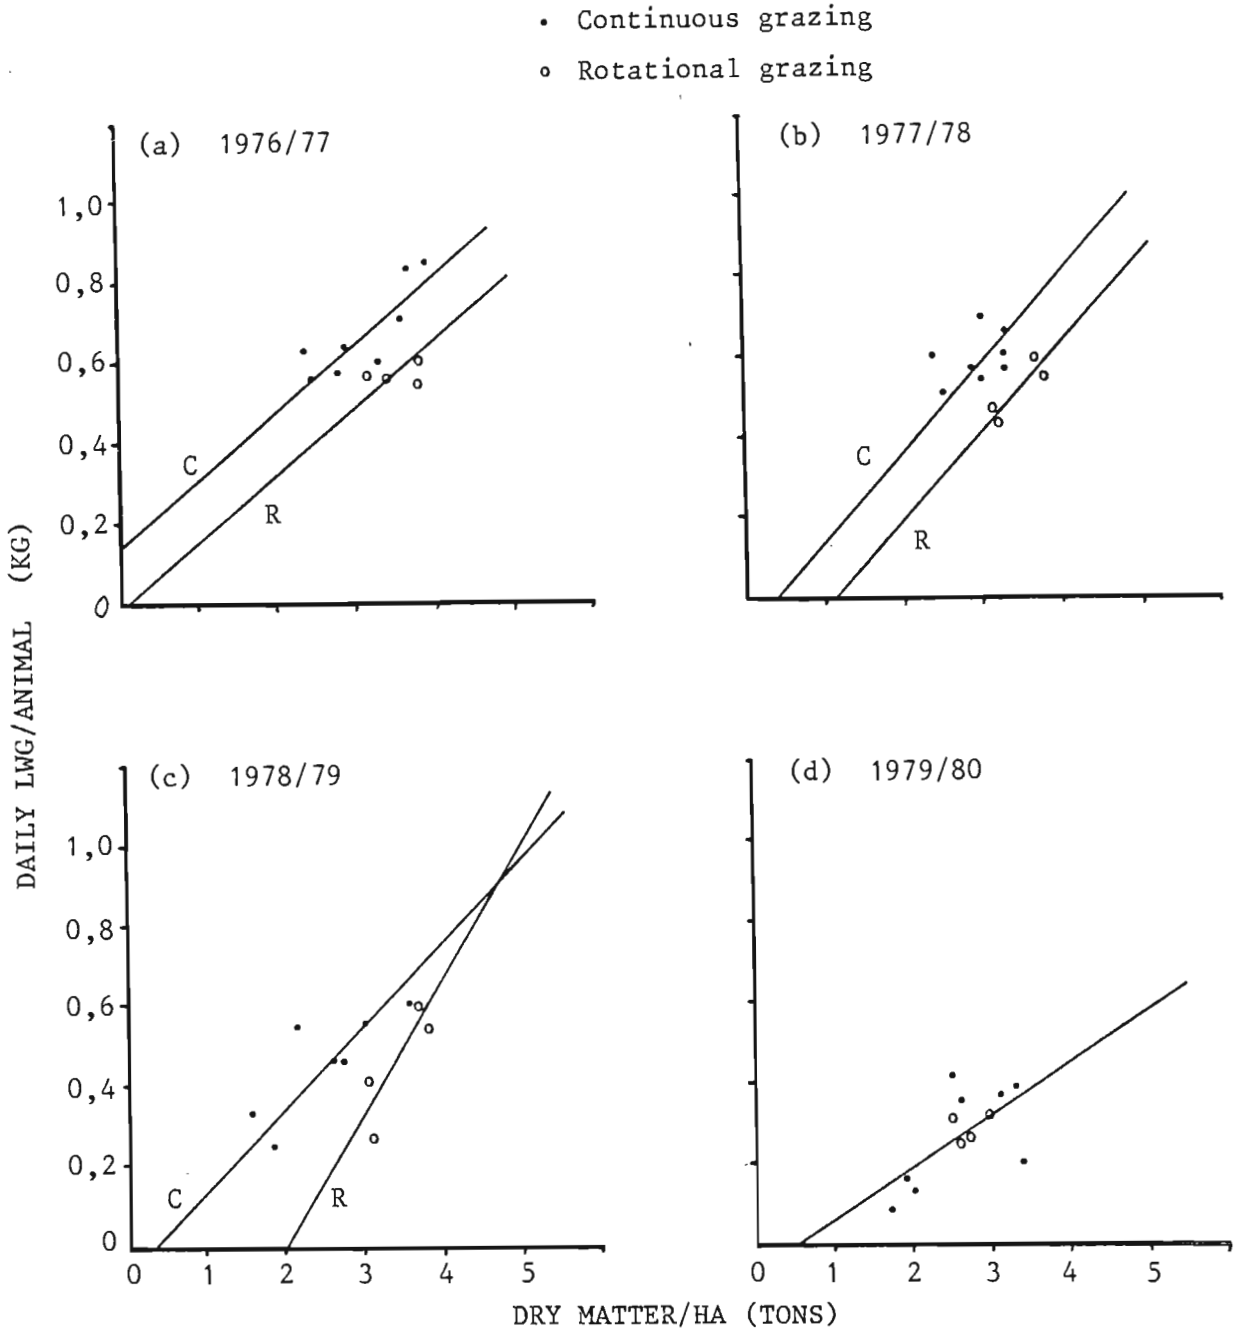 • Continuous grazing
o Rotational grazing
(a) 1976/77
(b) 1977/78
1,0
0,8
0,6
0,4
0,2
0
C
R
C
R
DAILY LWG/ANIMAL (KG)
(c) 1978/79
(d) 1979/80
1,0
0,8
0,6
0,4
0,2
0
C
R
0 1 2 3 4 5
0 1 2 3 4 5
DRY MATTER/HA (TONS)